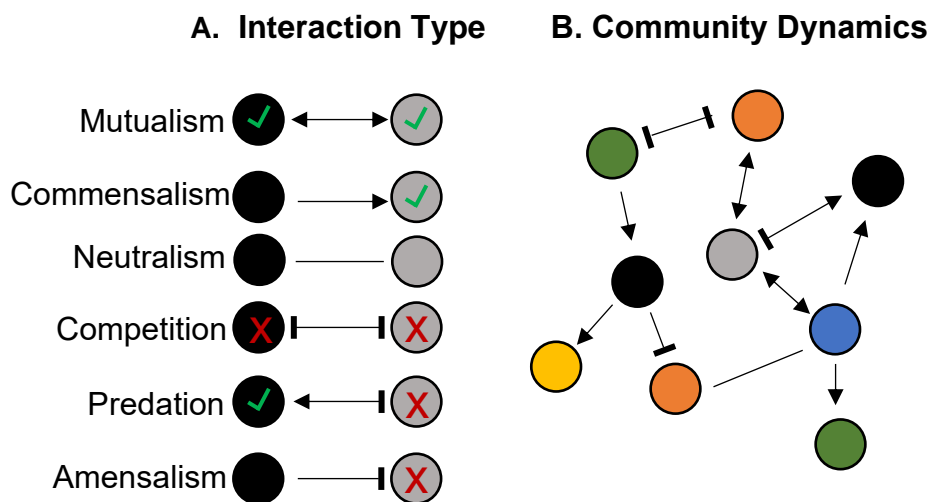 A. Interaction Type
B. Community Dynamics
Mutualism
Commensalism
Neutralism
Competition
X X
Predation
X
Amensalism
X